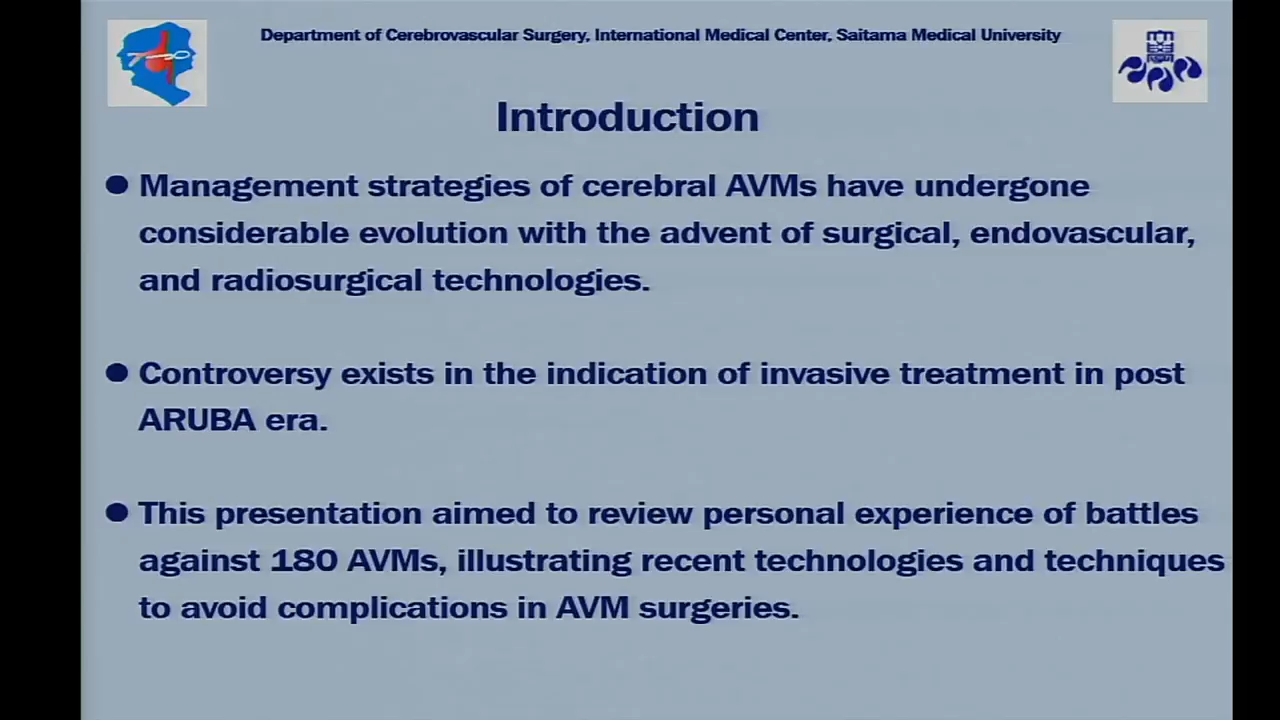 Department of Cerebrovascular Surgery, International Medical Center, Saitama Medical University
Introduction
● Management strategies of cerebral AVMs have undergone
considerable evolution with the advent of surgical, endovascular,
and radiosurgical technologies.
● Controversy exists in the indication of invasive treatment in post
ARUBA era.
● This presentation aimed to review personal experience of battles
against 180 AVMs, illustrating recent technologies and techniques
to avoid complications in AVM surgeries.